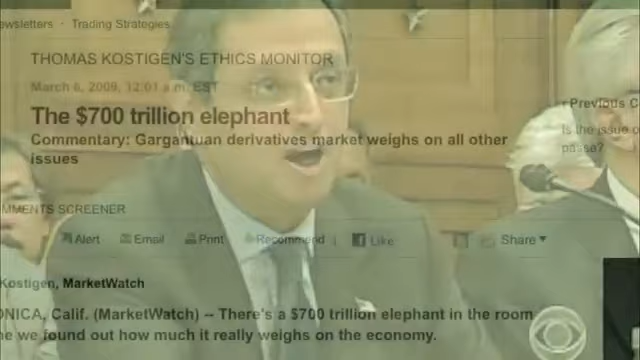 ewsletters · Trading Strategies
THOMAS KOSTIGEN'S ETHICS MONITOR
March 6, 2009, 12:01 a.m. EST
The $700 trillion elephant
‹ Previous C
Commentary: Gargantuan derivatives market weighs on all other
issues
Is the issue o
passe?
MMENTS SCREENER
Alert Email Print Recommend Like Share ▾
Kostigen, MarketWatch
ONICA, Calif. (MarketWatch) -- There's a $700 trillion elephant in the room
ne we found out how much it really weighs on the economy.